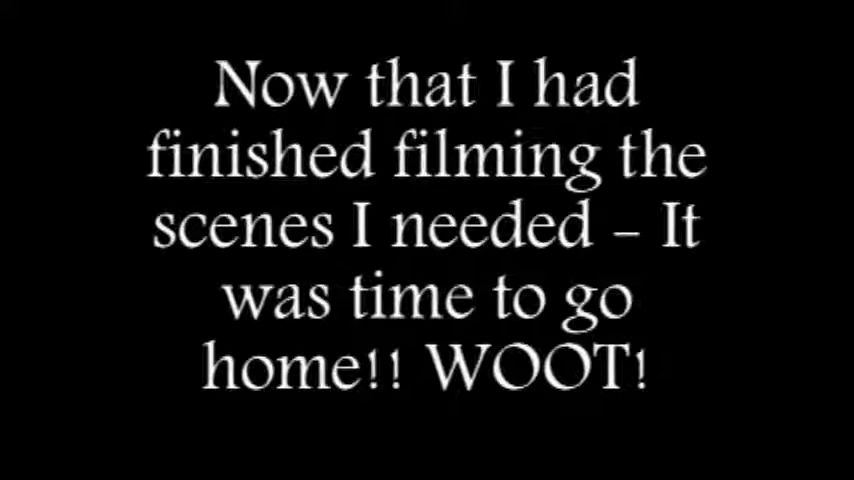 Now that I had
finished filming the
scenes I needed - It
was time to go
home!! WOOT!